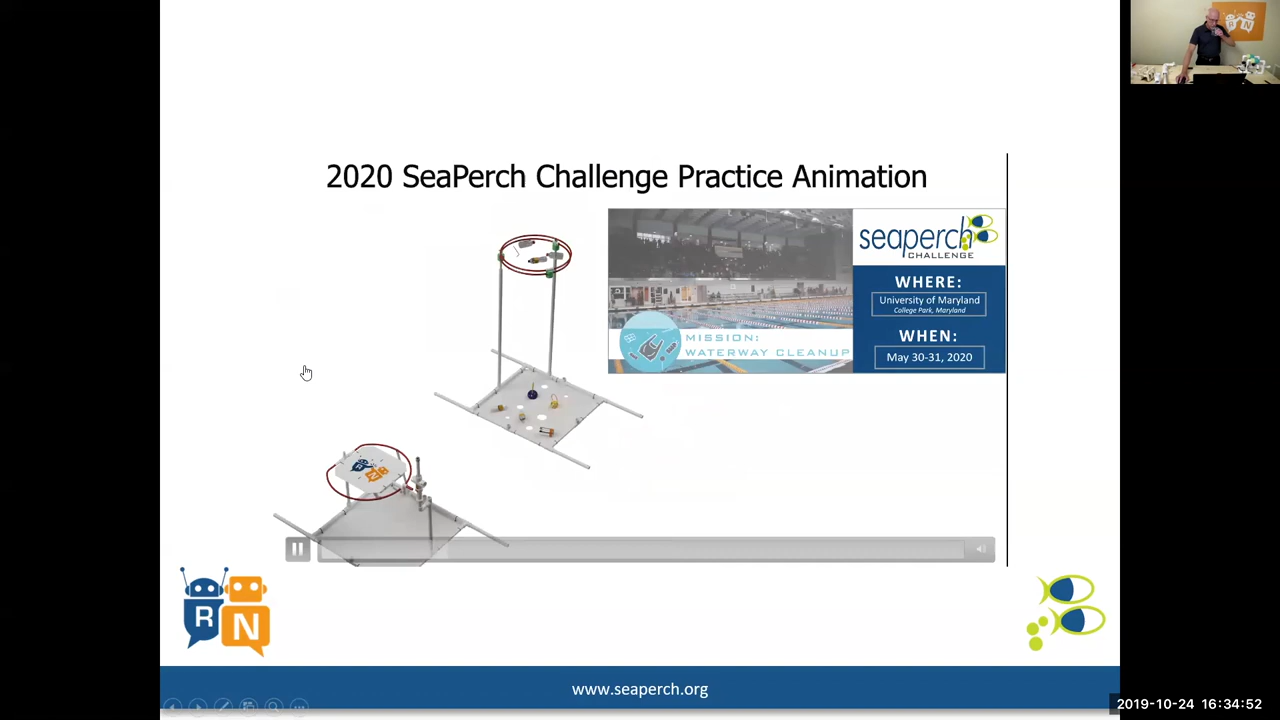 2020 SeaPerch Challenge Practice Animation
seaperch
CHALLENGE
WHERE:
University of Maryland
College Park, Maryland
WHEN:
May 30-31, 2020
MISSION:
WATERWAY CLEANUP
R N
www.seaperch.org
2019-10-24 16:34:52